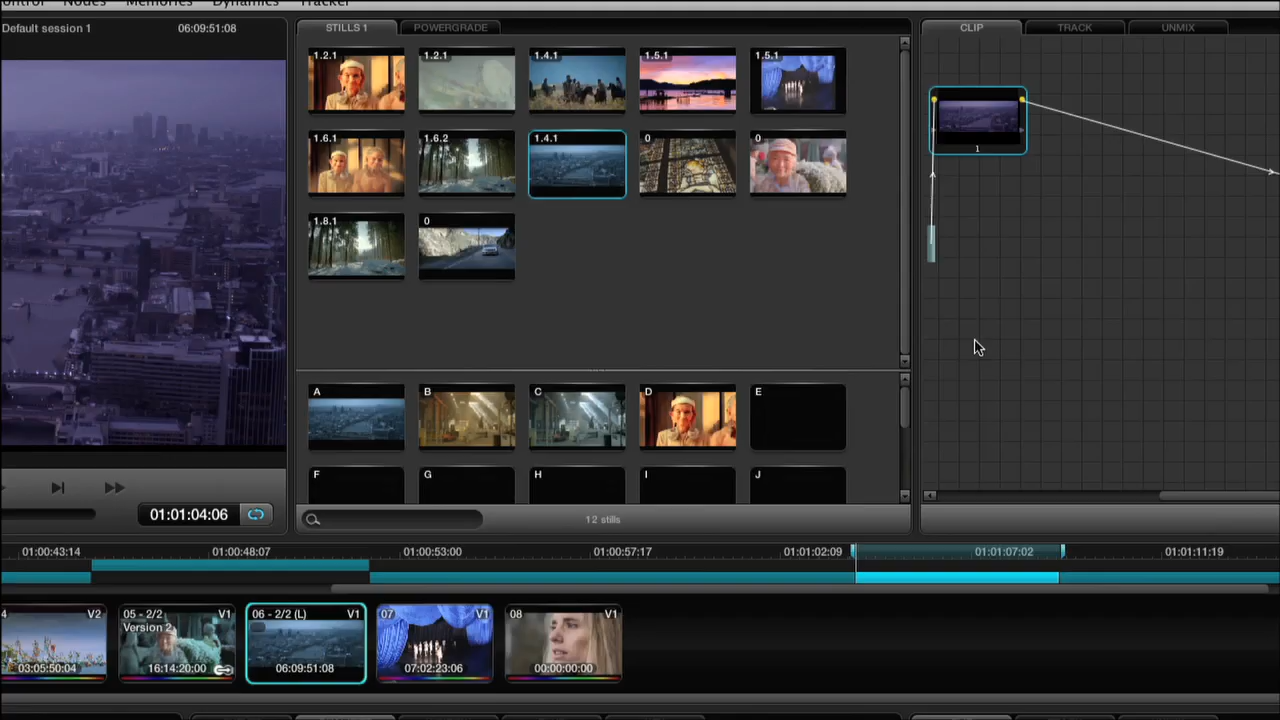 Nodes Memories Dynamics Tracker
Default session 1 06:09:51:08
STILLS 1 POWERGRADE
CLIP TRACK UNMIX
1.2.1 1.2.1 1.4.1 1.5.1 1.5.1
1
1.6.1 1.6.2 1.4.1 0 0
1.8.1 0
A B C D E
F G H I J
01:01:04:06
12 stills
01:00:43:14 01:00:48:07 01:00:53:00 01:00:57:17 01:01:02:09 01:01:07:02 01:01:11:19
4 V2 05 - 2/2 V1 06 - 2/2 (L) V1 07 V1 08 V1
Version 2
03:05:50:04 16:14:20:00 06:09:51:08 07:02:23:06 00:00:00:00